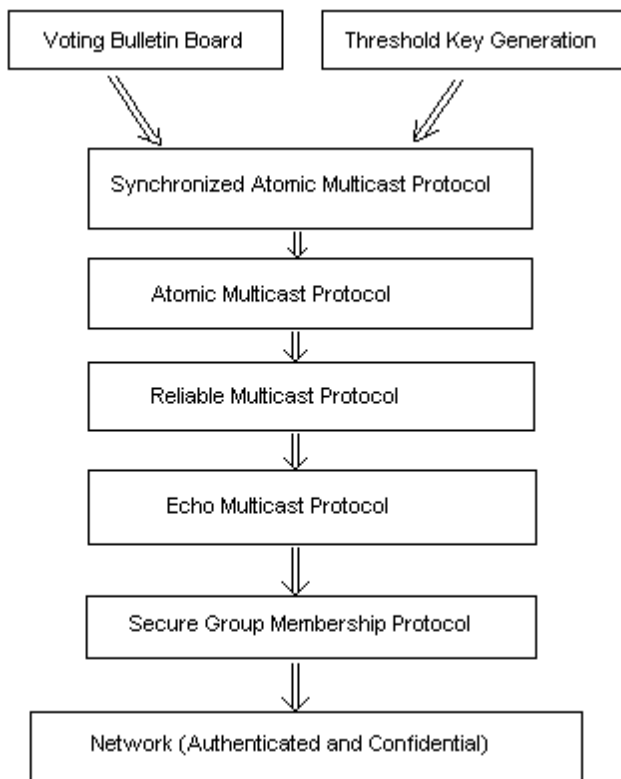 Voting Bulletin Board
Threshold Key Generation
Synchronized Atomic Multicast Protocol
Atomic Multicast Protocol
Reliable Multicast Protocol
Echo Multicast Protocol
Secure Group Membership Protocol
Network (Authenticated and Confidential)